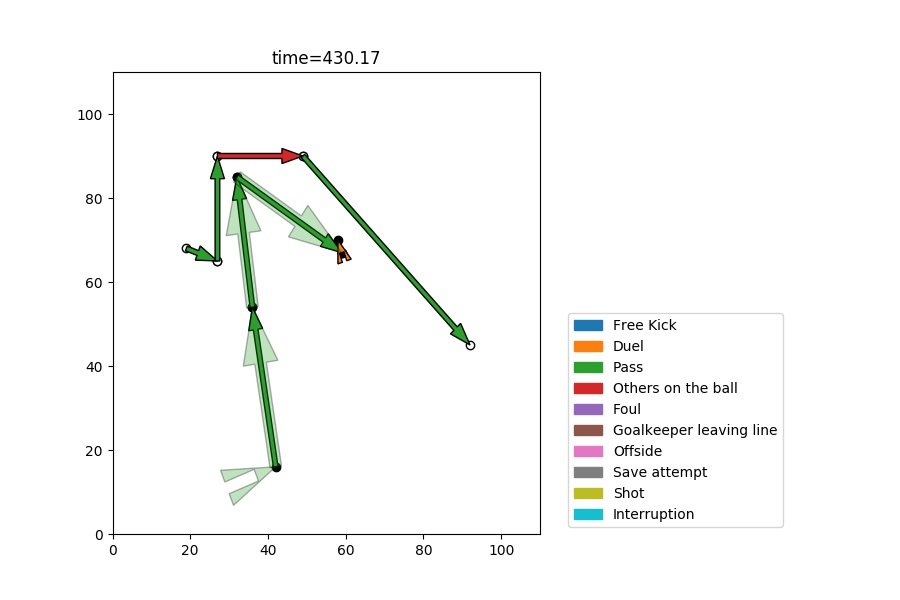 time=430.17
100
80
60
40
20
0
0 20 40 60 80 100
Free Kick
Duel
Pass
Others on the ball
Foul
Goalkeeper leaving line
Offside
Save attempt
Shot
Interruption